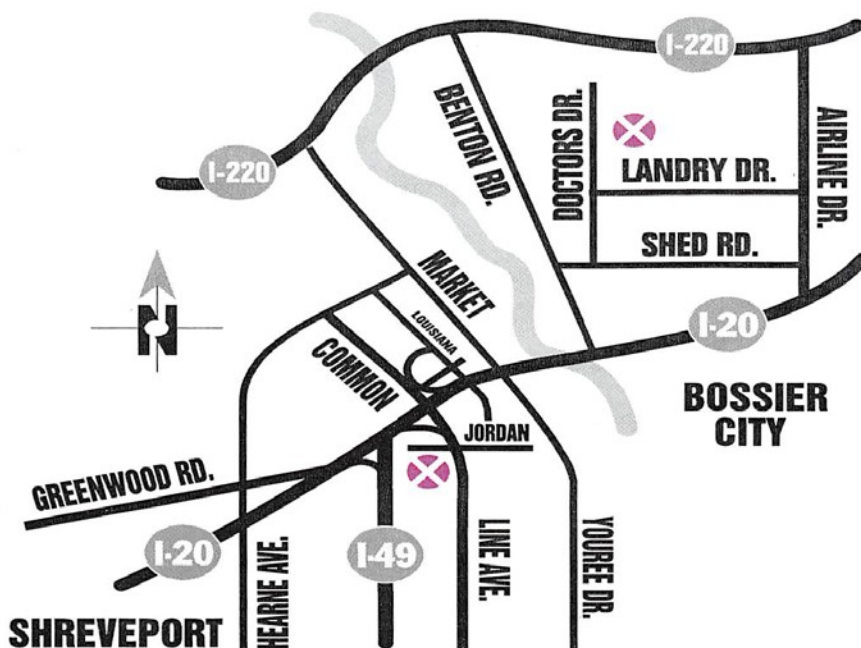 I-220
I-220
BENTON RD.
DOCTORS DR.
LANDRY DR.
AIRLINE DR.
SHED RD.
MARKET
LOUISIANA
COMMON
N
I-20
BOSSIER
CITY
JORDAN
GREENWOOD RD.
I-20
I-49
HEARNE AVE.
LINE AVE.
YOUREE DR.
SHREVEPORT